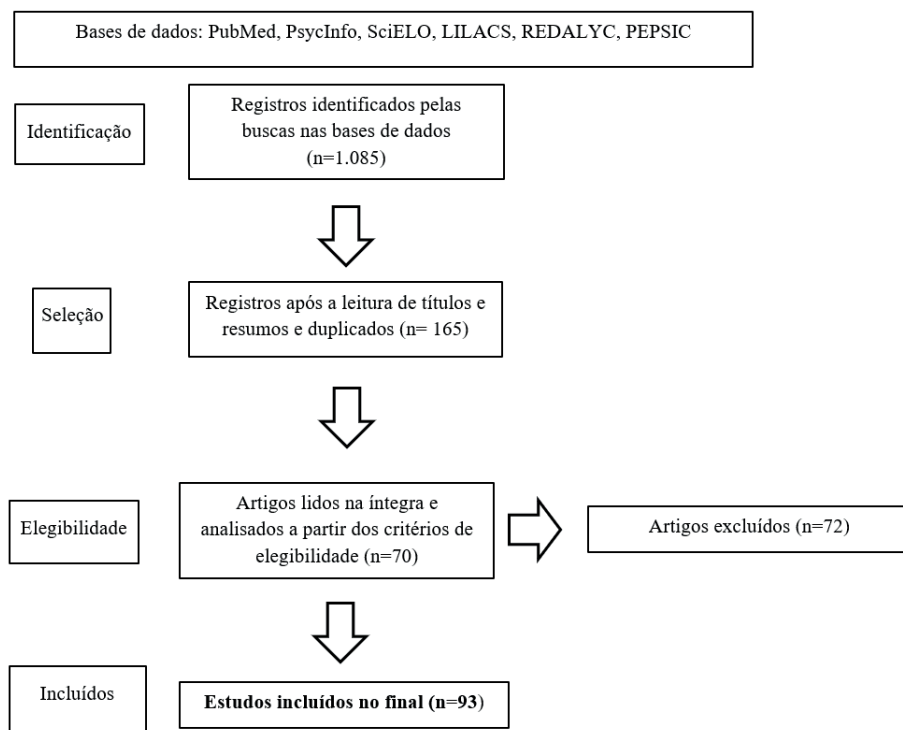 Bases de dados: PubMed, PsycInfo, SciELO, LILACS, REDALYC, PEPSIC
Identificação
Registros identificados pelas
buscas nas bases de dados
(n=1.085)
Seleção
Registros após a leitura de títulos e
resumos e duplicados (n= 165)
Elegibilidade
Artigos lidos na íntegra e
analisados a partir dos critérios de
elegibilidade (n=70)
Artigos excluídos (n=72)
Incluídos
Estudos incluídos no final (n=93)